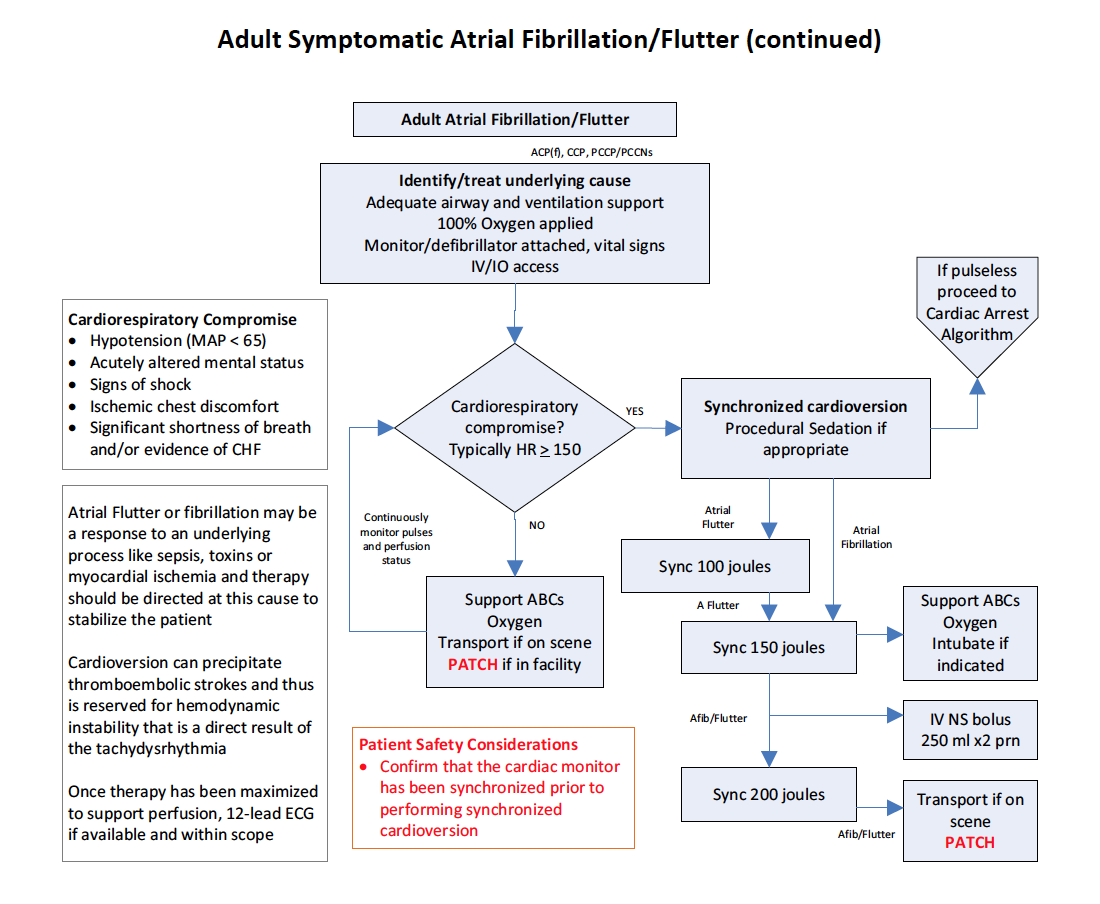 Adult Symptomatic Atrial Fibrillation/Flutter (continued)
Adult Atrial Fibrillation/Flutter
ACP(f), CCP, PCCP/PCCNs
Identify/treat underlying cause
Adequate airway and ventilation support
100% Oxygen applied
Monitor/defibrillator attached, vital signs
IV/IO access
If pulseless
proceed to
Cardiac Arrest
Algorithm
Cardiorespiratory Compromise
• Hypotension (MAP < 65)
• Acutely altered mental status
• Signs of shock
• Ischemic chest discomfort
• Significant shortness of breath
and/or evidence of CHF
Cardiorespiratory
compromise?
Typically HR ≥ 150
YES
Synchronized cardioversion
Procedural Sedation if
appropriate
Atrial Flutter or fibrillation may be
a response to an underlying
process like sepsis, toxins or
myocardial ischemia and therapy
should be directed at this cause to
stabilize the patient
Cardioversion can precipitate
thromboembolic strokes and thus
is reserved for hemodynamic
instability that is a direct result of
the tachydysrhythmia
Once therapy has been maximized
to support perfusion, 12-lead ECG
if available and within scope
Continuously
monitor pulses
and perfusion
status
NO
Support ABCs
Oxygen
Transport if on scene
PATCH if in facility
Atrial
Flutter
Atrial
Fibrillation
Sync 100 joules
A Flutter
Sync 150 joules
Support ABCs
Oxygen
Intubate if
indicated
Afib/Flutter
IV NS bolus
250 ml x2 prn
Sync 200 joules
Afib/Flutter
Transport if on
scene
PATCH
Patient Safety Considerations
• Confirm that the cardiac monitor
has been synchronized prior to
performing synchronized
cardioversion